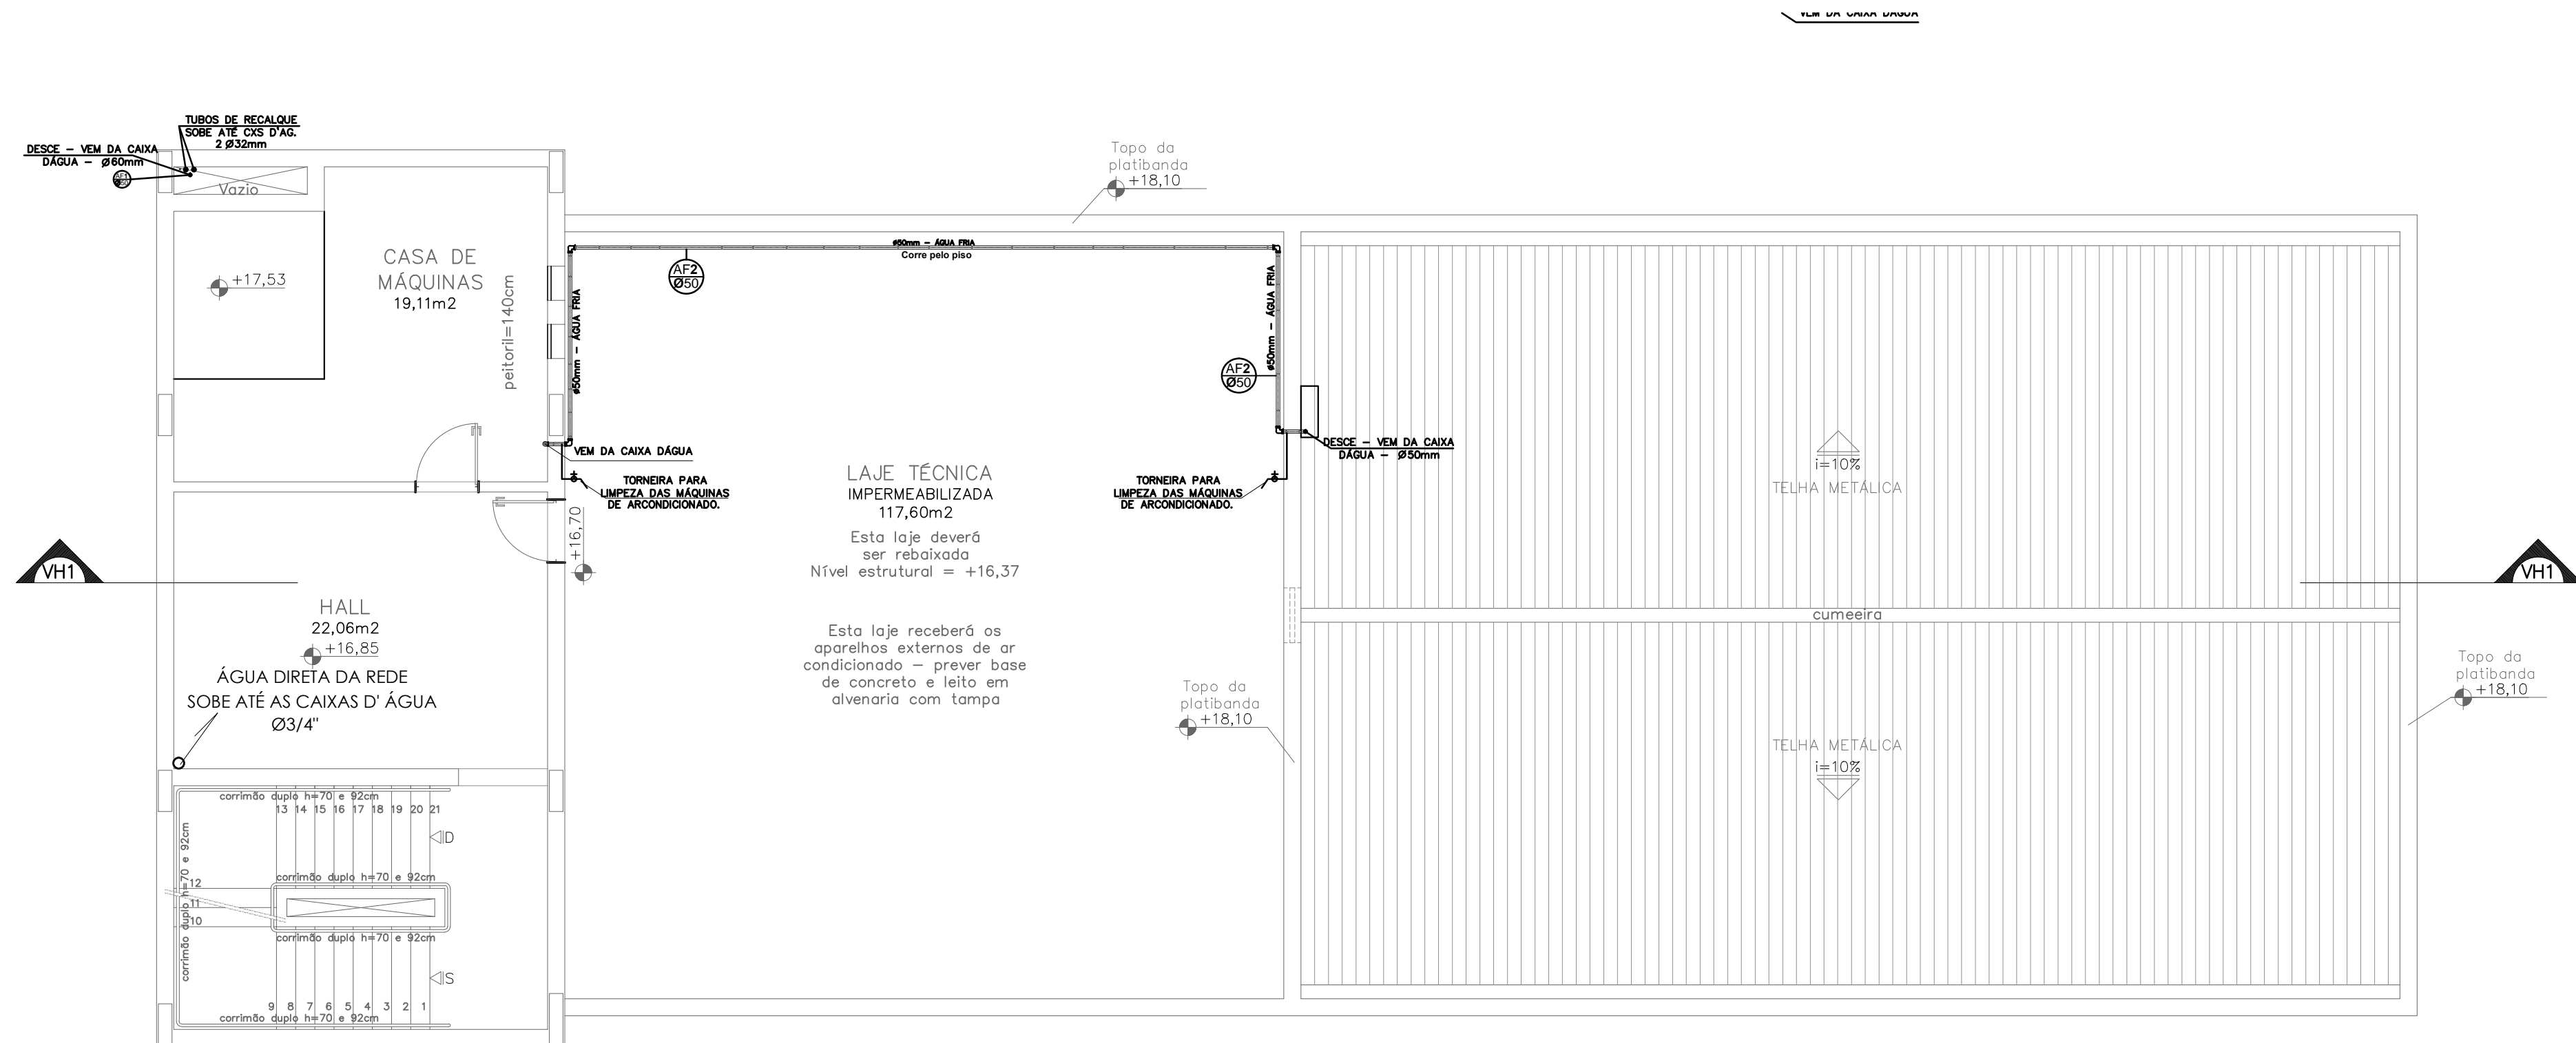 VEM DA CAIXA DÁGUA
TUBOS DE RECALQUE
SOBE ATÉ CXS D'AG.
2 Ø32mm
DESCE – VEM DA CAIXA
DÁGUA – Ø60mm
Vazio
Topo da
platibanda
+18,10
CASA DE
MÁQUINAS
19,11m2
+17,53
peitoril=140cm
ø50mm – ÁGUA FRIA
Corre pelo piso
AF2
Ø50
ø50mm – ÁGUA FRIA
ø50mm – ÁGUA FRIA
AF2
Ø50
VEM DA CAIXA DÁGUA
DESCE – VEM DA CAIXA
DÁGUA – Ø50mm
TORNEIRA PARA
LIMPEZA DAS MÁQUINAS
DE ARCONDICIONADO.
TORNEIRA PARA
LIMPEZA DAS MÁQUINAS
DE ARCONDICIONADO.
LAJE TÉCNICA
IMPERMEABILIZADA
117,60m2
Esta laje deverá
ser rebaixada
Nível estrutural = +16,37
Esta laje receberá os
aparelhos externos de ar
condicionado – prever base
de concreto e leito em
alvenaria com tampa
+16,70
i=10%
TELHA METÁLICA
VH1
VH1
cumeeira
HALL
22,06m2
+16,85
ÁGUA DIRETA DA REDE
SOBE ATÉ AS CAIXAS D' ÁGUA
Ø3/4"
Topo da
platibanda
+18,10
Topo da
platibanda
+18,10
TELHA METÁLICA
i=10%
corrimão duplo h=70 e 92cm
13 14 15 16 17 18 19 20 21
D
corrimão duplo h=70 e 92cm
corrimão duplo h=70 e 92cm
12
11
10
corrimão duplo h=70 e 92cm
S
9 8 7 6 5 4 3 2 1
corrimão duplo h=70 e 92cm